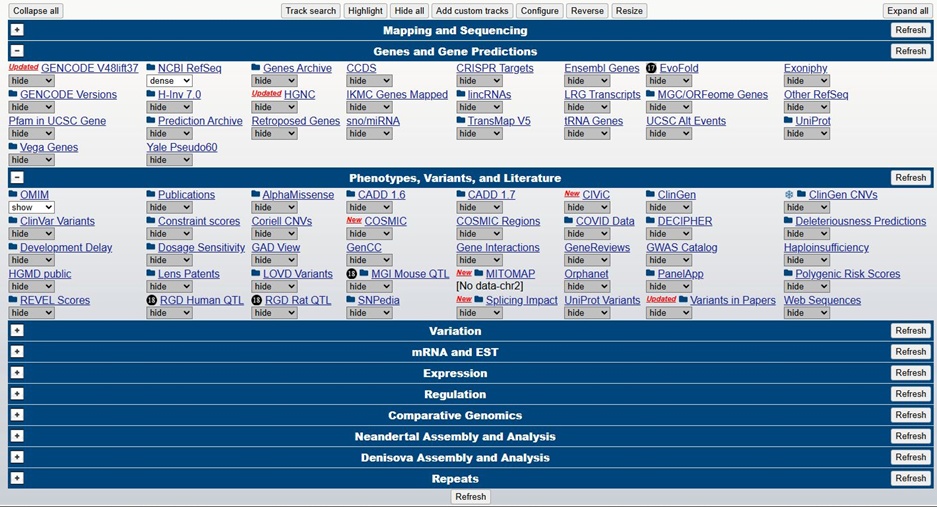 Collapse all Track search Highlight Hide all Add custom tracks Configure Reverse Resize Expand all
+ Mapping and Sequencing Refresh
- Genes and Gene Predictions Refresh
Updated GENCODE V48lift37 NCBI RefSeq Genes Archive CCDS CRISPR Targets Ensembl Genes 17 EvoFold Exoniphy
hide dense hide hide hide hide hide hide
GENCODE Versions H-Inv 7.0 Updated HGNC IKMC Genes Mapped lincRNAs LRG Transcripts MGC/ORFeome Genes Other RefSeq
hide hide hide hide hide hide hide hide
Pfam in UCSC Gene Prediction Archive Retroposed Genes sno/miRNA TransMap V5 tRNA Genes UCSC Alt Events UniProt
hide hide hide hide hide hide hide hide
Vega Genes Yale Pseudo60
hide hide
- Phenotypes, Variants, and Literature Refresh
OMIM Publications AlphaMissense CADD 1.6 CADD 1.7 New CIViC ClinGen ClinGen CNVs
show hide hide hide hide hide hide hide
ClinVar Variants Constraint scores Coriell CNVs New COSMIC COSMIC Regions COVID Data DECIPHER Deleteriousness Predictions
hide hide hide hide hide hide hide hide
Development Delay Dosage Sensitivity GAD View GenCC Gene Interactions GeneReviews GWAS Catalog Haploinsufficiency
hide hide hide hide hide hide hide hide
HGMD public Lens Patents LOVD Variants 18 MGI Mouse QTL New MITOMAP Orphanet PanelApp Polygenic Risk Scores
hide hide hide hide [No data-chr2] hide hide hide
REVEL Scores 18 RGD Human QTL 18 RGD Rat QTL SNPedia New Splicing Impact UniProt Variants Updated Variants in Papers Web Sequences
hide hide hide hide hide hide hide hide
+ Variation Refresh
+ mRNA and EST Refresh
+ Expression Refresh
+ Regulation Refresh
+ Comparative Genomics Refresh
+ Neandertal Assembly and Analysis Refresh
+ Denisova Assembly and Analysis Refresh
+ Repeats Refresh
Refresh